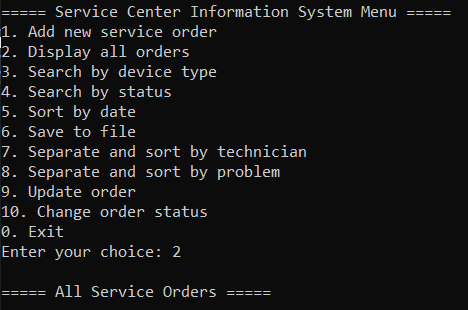 ===== Service Center Information System Menu =====
1. Add new service order
2. Display all orders
3. Search by device type
4. Search by status
5. Sort by date
6. Save to file
7. Separate and sort by technician
8. Separate and sort by problem
9. Update order
10. Change order status
0. Exit
Enter your choice: 2
===== All Service Orders =====